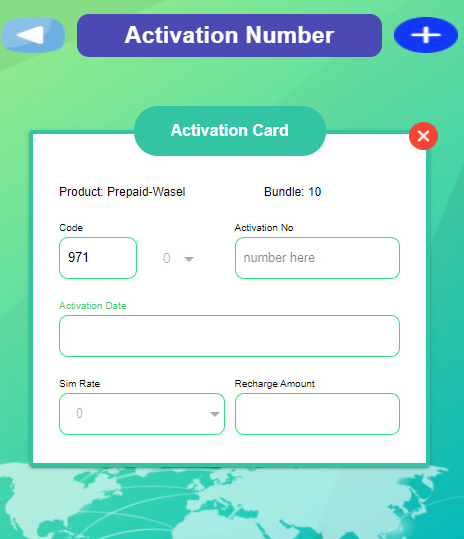 Activation Number
Activation Card
Product: Prepaid-Wasel Bundle: 10
Code Activation No
971 0 number here
Activation Date
Sim Rate Recharge Amount
0